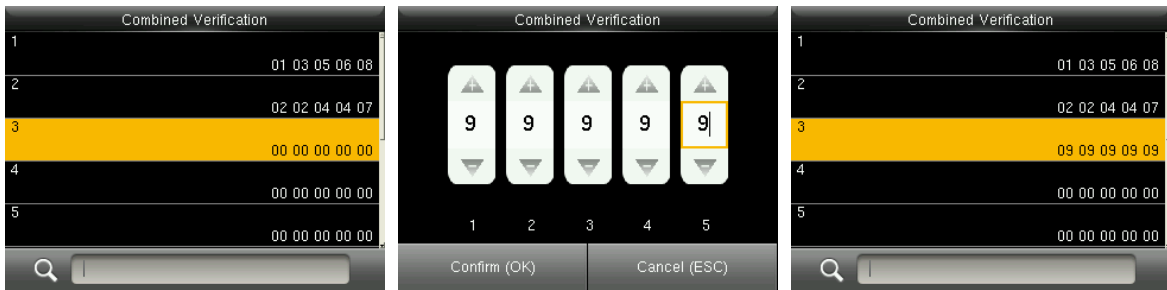 Combined Verification
1
01 03 05 06 08
2
02 02 04 04 07
3
00 00 00 00 00
4
00 00 00 00 00
5
00 00 00 00 00
Combined Verification
9 9 9 9 9
1 2 3 4 5
Confirm (OK) Cancel (ESC)
Combined Verification
1
01 03 05 06 08
2
02 02 04 04 07
3
09 09 09 09 09
4
00 00 00 00 00
5
00 00 00 00 00